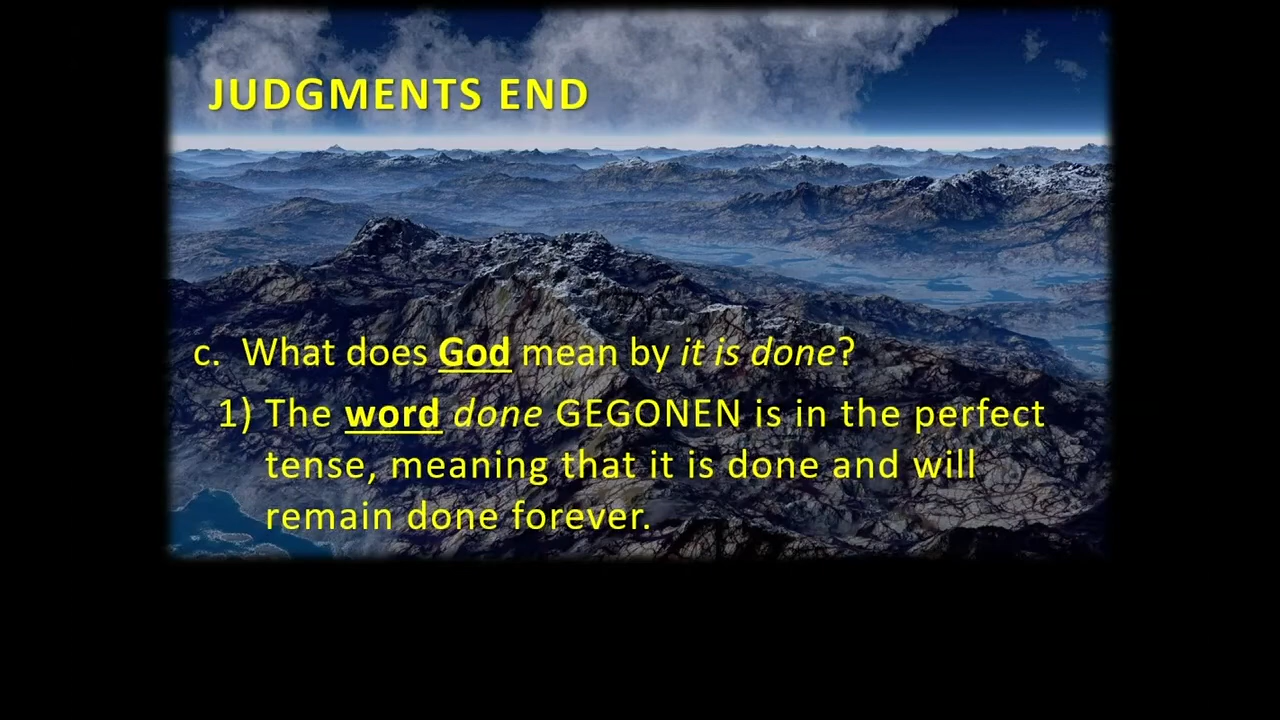 JUDGMENTS END
c. What does God mean by it is done?
1) The word done GEGONEN is in the perfect
tense, meaning that it is done and will
remain done forever.